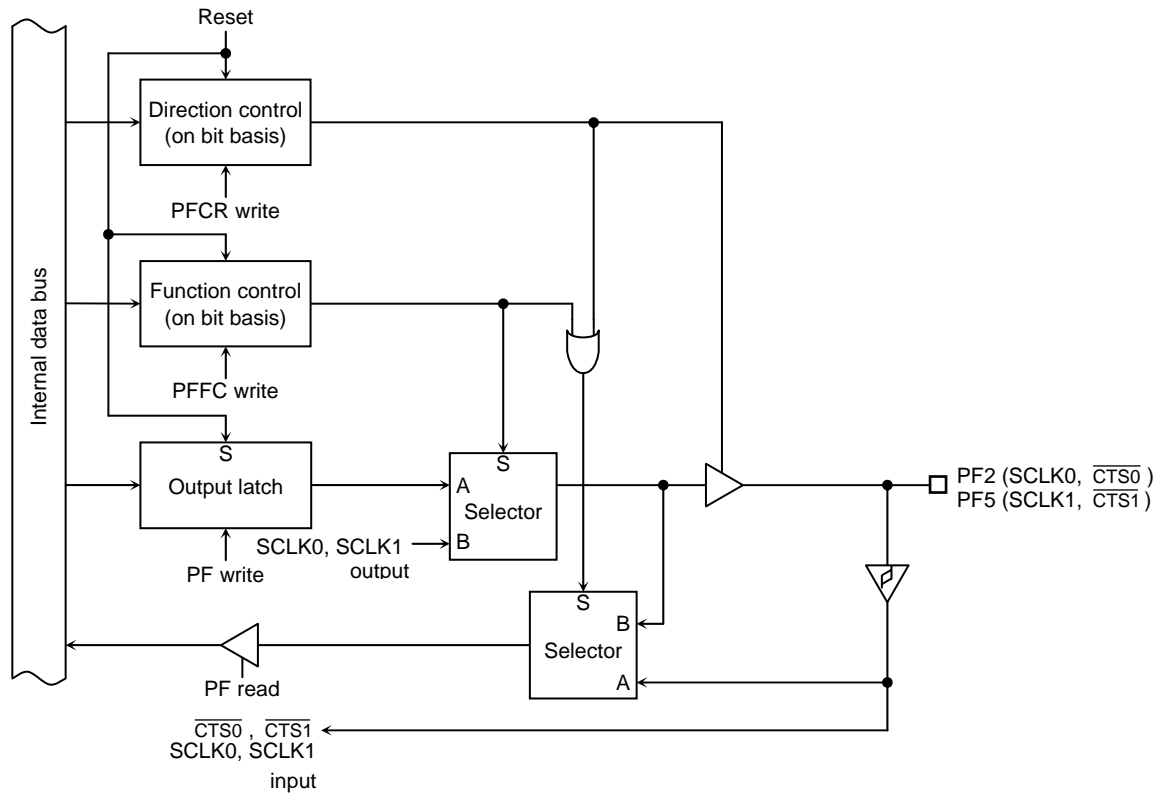 Reset
Direction control
(on bit basis)
PFCR write
Internal data bus
Function control
(on bit basis)
PFFC write
S
Output latch
PF write
S
A
Selector
B
SCLK0, SCLK1
output
PF2 (SCLK0, CTS0)
PF5 (SCLK1, CTS1)
S
B
Selector
A
PF read
CTS0 , CTS1
SCLK0, SCLK1
input